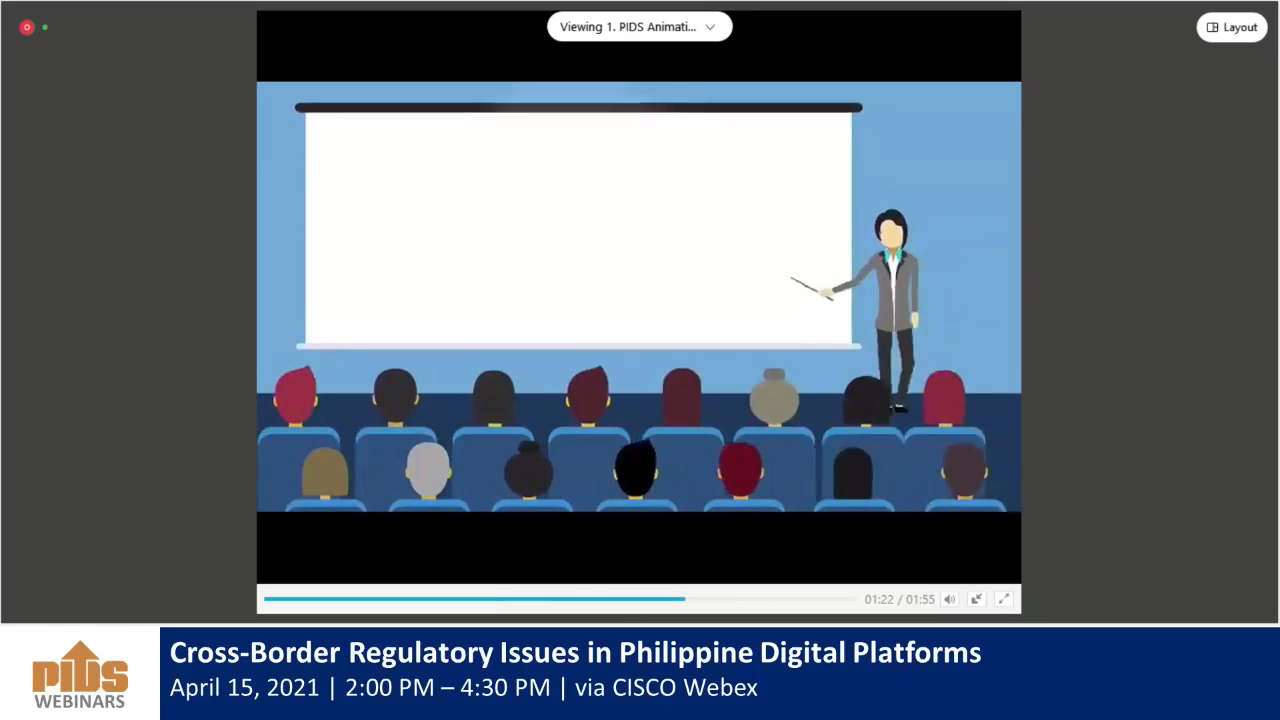 Viewing 1. PIDS Animati...
Layout
01:22 / 01:55
PIDS
WEBINARS
Cross-Border Regulatory Issues in Philippine Digital Platforms
April 15, 2021 | 2:00 PM – 4:30 PM | via CISCO Webex